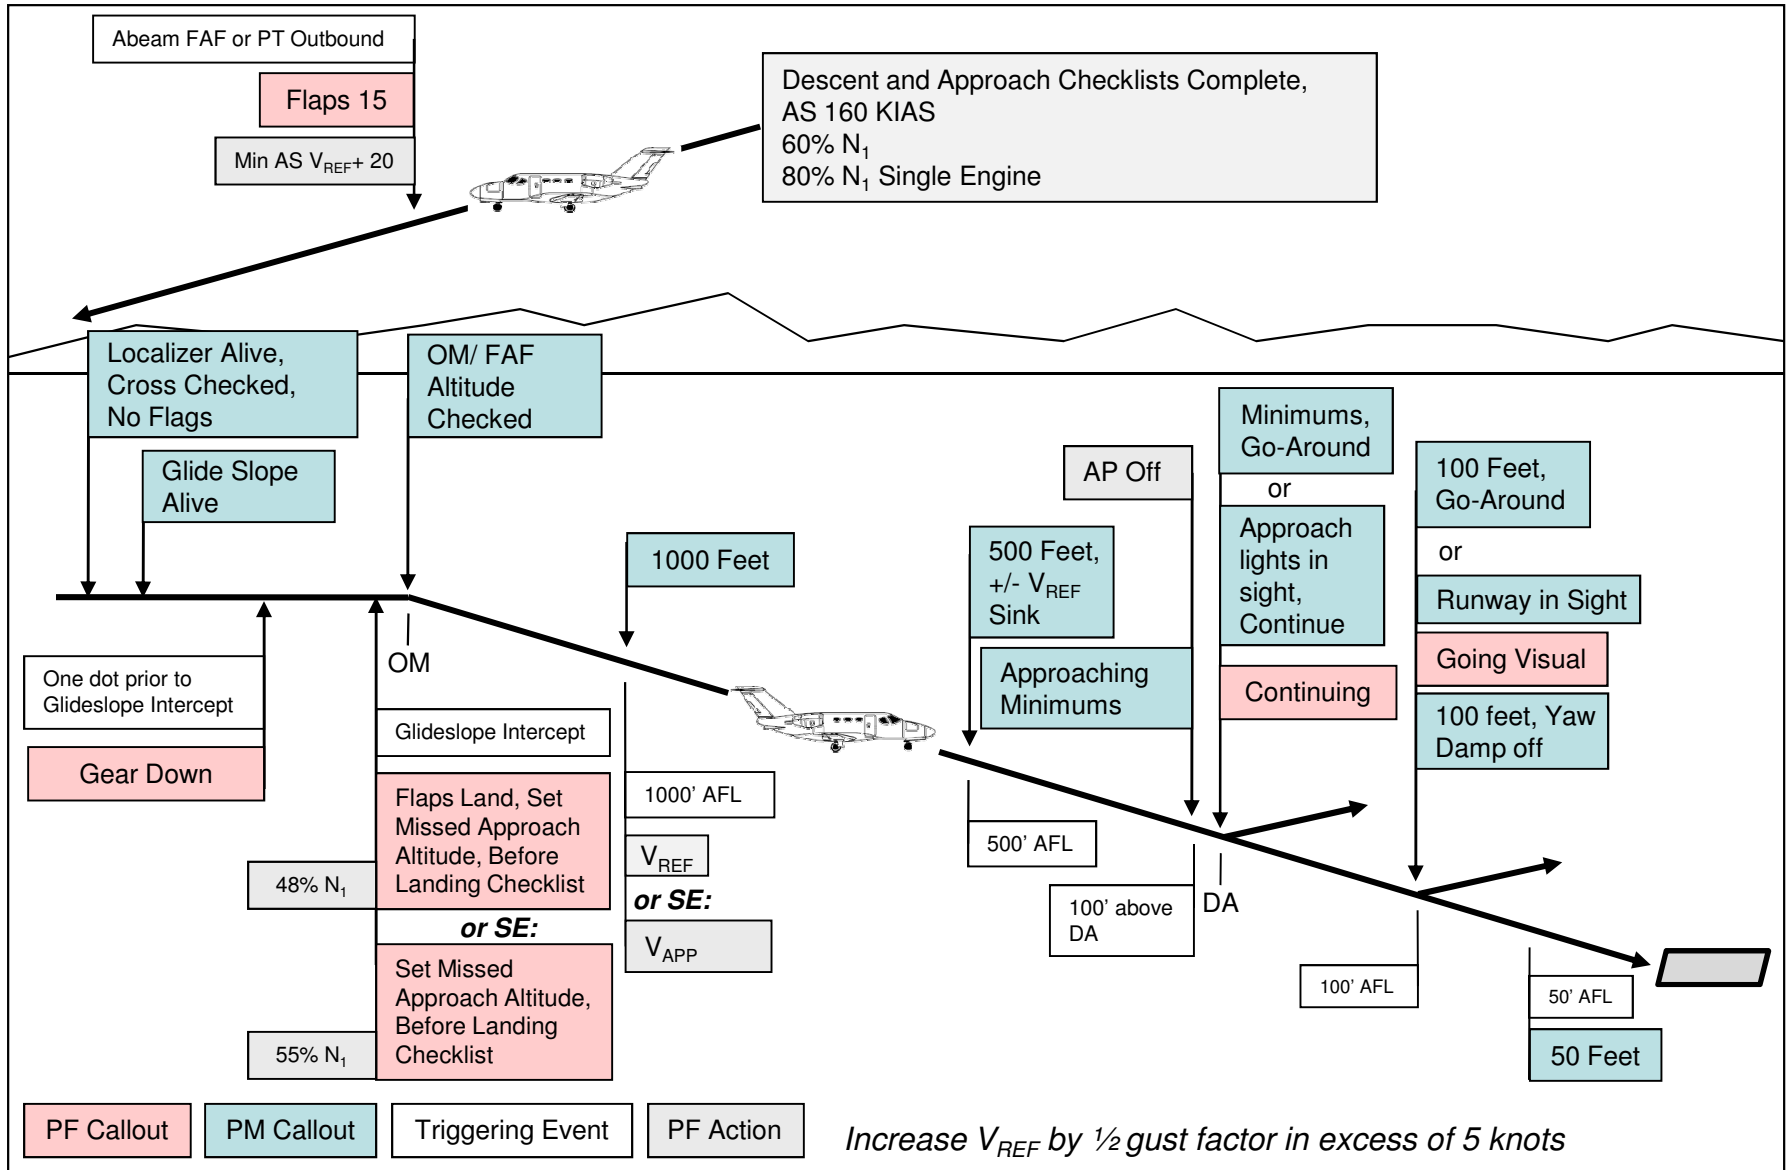 Abeam FAF or PT Outbound
Flaps 15
Min AS VREF+ 20
Descent and Approach Checklists Complete,
AS 160 KIAS
60% N1
80% N1 Single Engine
Localizer Alive,
Cross Checked,
No Flags
OM/ FAF
Altitude
Checked
Glide Slope
Alive
1000 Feet
500 Feet,
+/- VREF
Sink
Approaching
Minimums
AP Off
Minimums,
Go-Around
or
Approach
lights in
sight,
Continue
Continuing
100 Feet,
Go-Around
or
Runway in Sight
Going Visual
100 feet, Yaw
Damp off
OM
One dot prior to
Glideslope Intercept
Gear Down
Glideslope Intercept
Flaps Land, Set
Missed Approach
Altitude, Before
Landing Checklist
48% N1
or SE:
Set Missed
Approach Altitude,
Before Landing
Checklist
55% N1
1000’ AFL
VREF
or SE:
VAPP
500’ AFL
100’ above
DA
DA
100’ AFL
50’ AFL
50 Feet
PF Callout
PM Callout
Triggering Event
PF Action
Increase VREF by ½ gust factor in excess of 5 knots